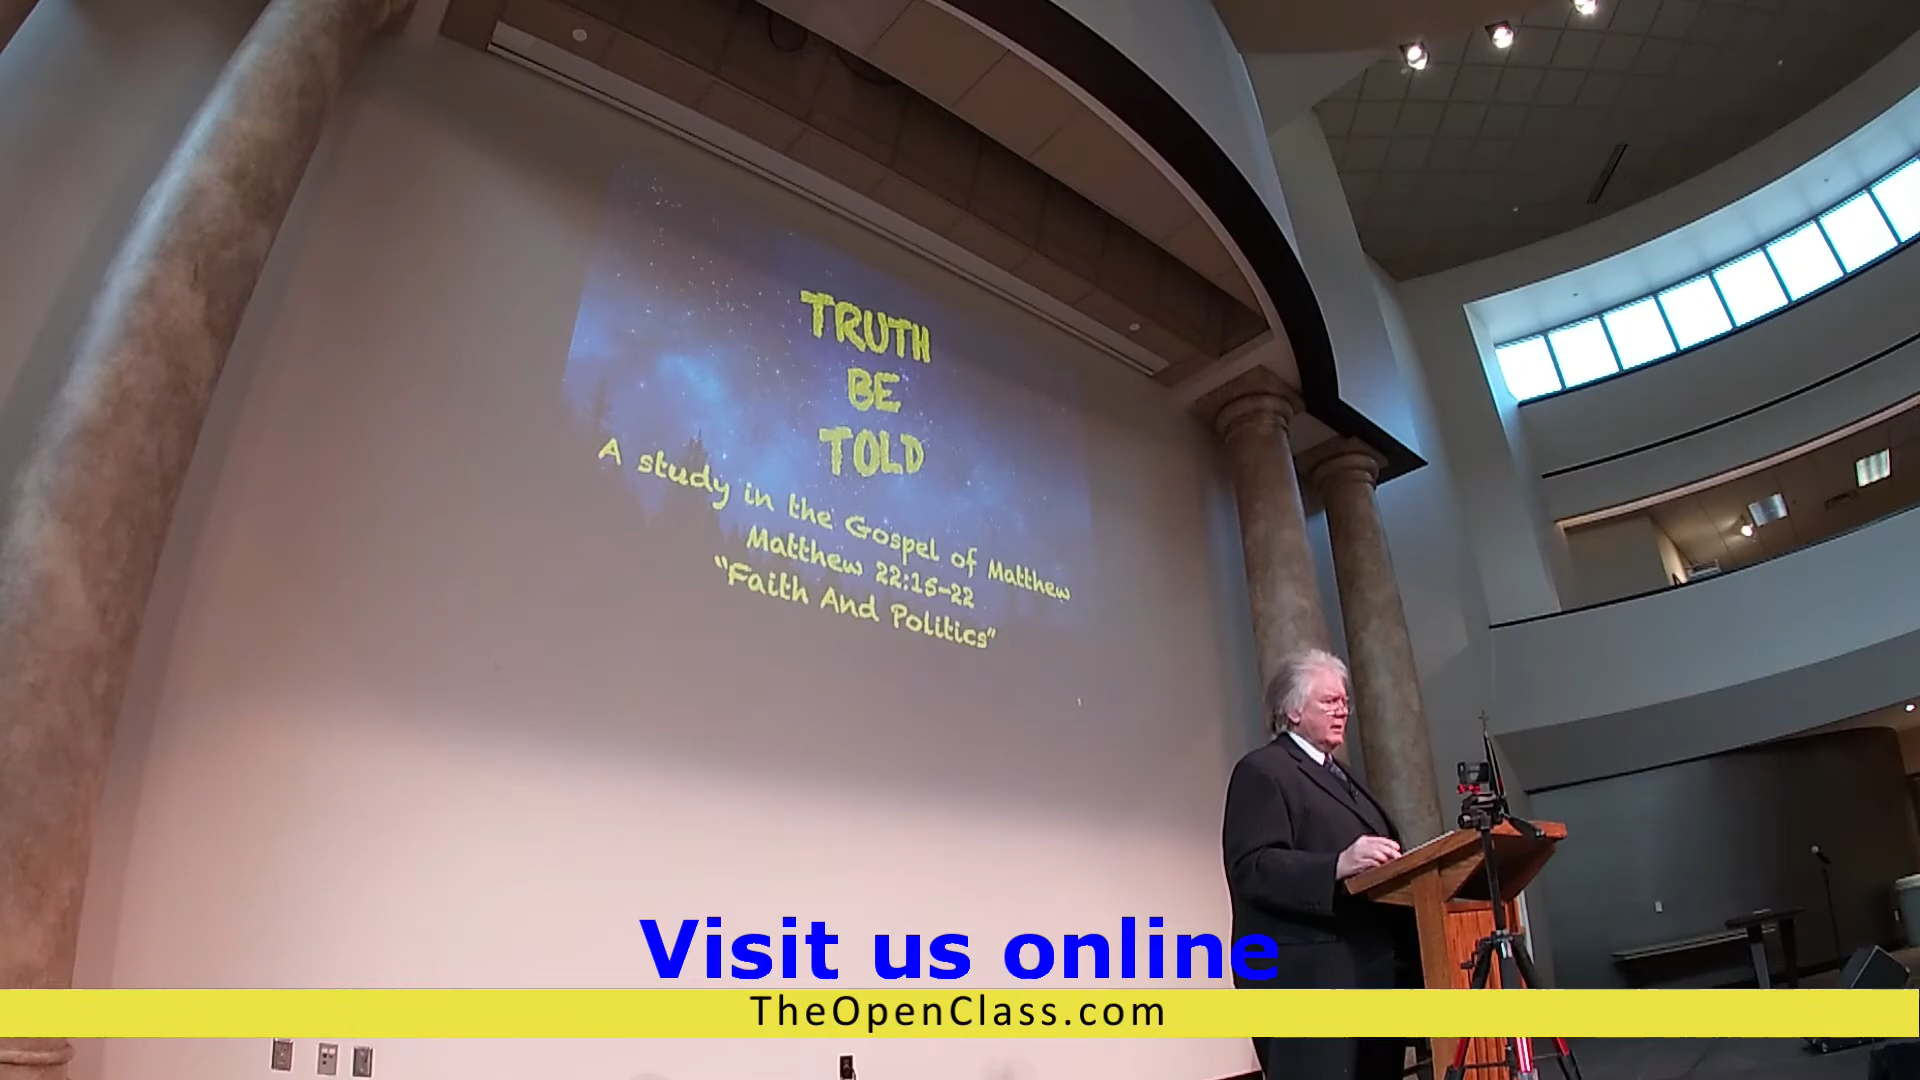 TRUTH
BE
TOLD
A study in the Gospel of Matthew
Matthew 22:15-22
"Faith And Politics"
Visit us online
TheOpenClass.com